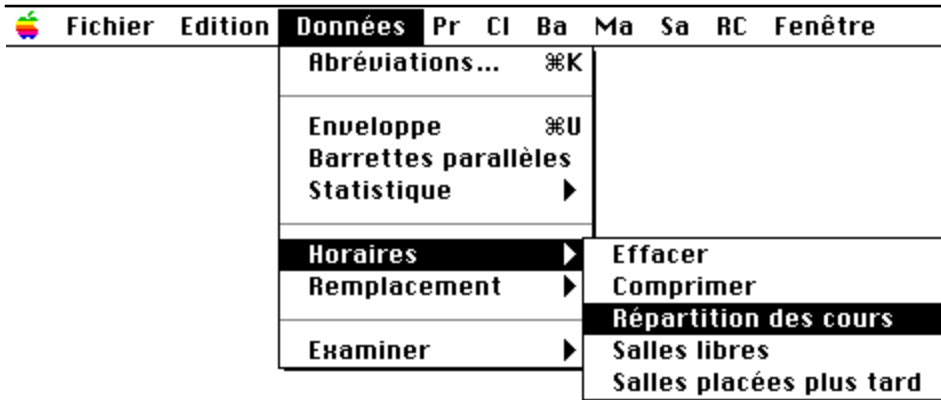 Fichier Edition Données Pr Cl Ba Ma Sa RC Fenêtre
Abréviations... ⌘K
Enveloppe ⌘U
Barrettes parallèles
Statistique
Horaires
Remplacement
Examiner
Effacer
Comprimer
Répartition des cours
Salles libres
Salles placées plus tard